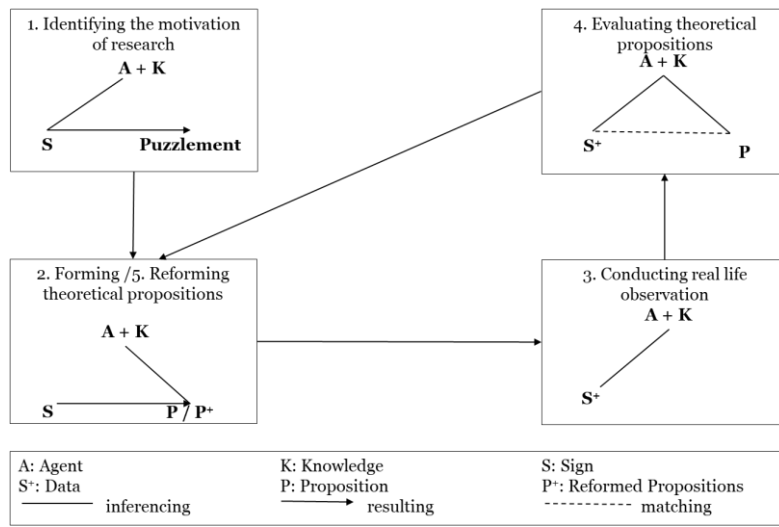 1. Identifying the motivation
of research
A + K
S
Puzzlement
4. Evaluating theoretical
propositions
A + K
S⁺
P
2. Forming /5. Reforming
theoretical propositions
A + K
S
P / P⁺
3. Conducting real life
observation
A + K
S⁺
A: Agent
K: Knowledge
S: Sign
S⁺: Data
P: Proposition
P⁺: Reformed Propositions
inferencing
resulting
matching